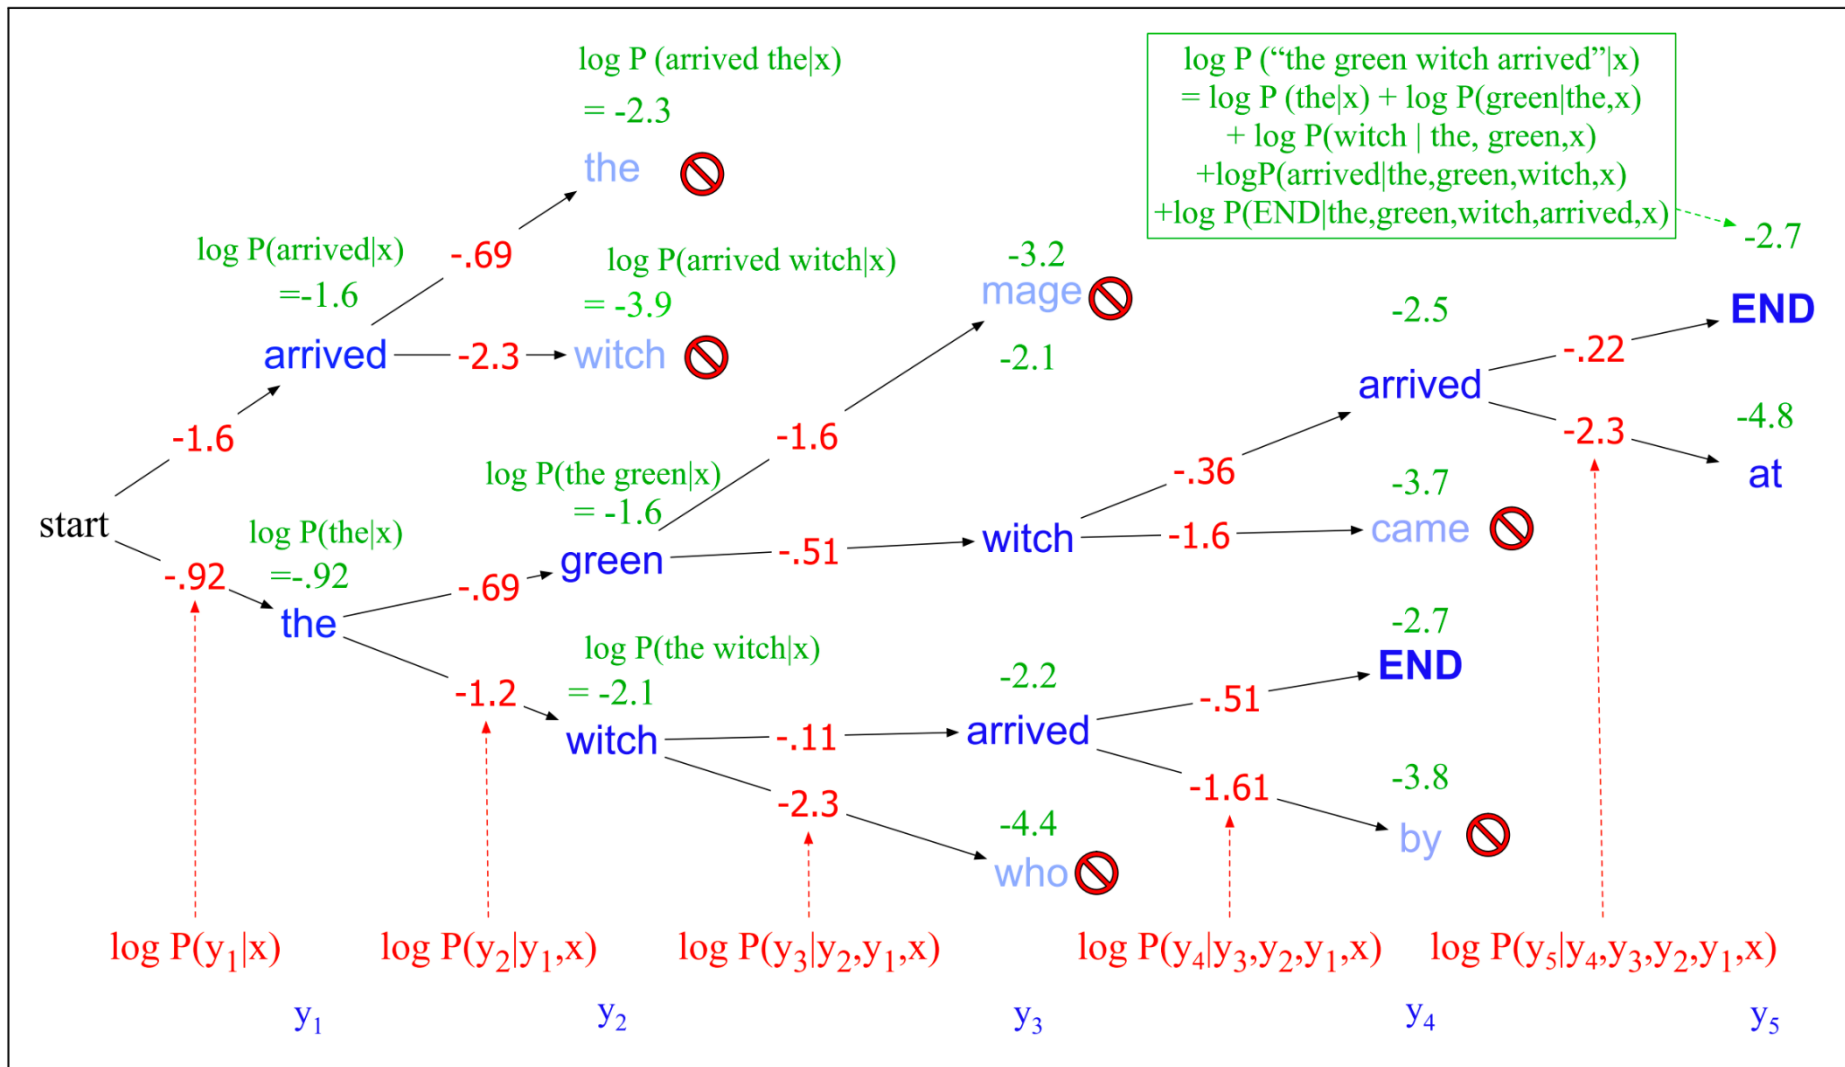 log P (arrived the|x)
= -2.3
the
log P(arrived|x)
=-1.6
-.69
log P(arrived witch|x)
= -3.9
arrived
-2.3
witch
-1.6
start
log P(the|x)
=-.92
-.92
the
log P(the green|x)
= -1.6
green
-.69
-1.2
log P(the witch|x)
= -2.1
witch
-3.2
mage
-2.1
-1.6
-.51
witch
-.11
-2.2
arrived
-2.3
-4.4
who
log P (“the green witch arrived”|x)
= log P (the|x) + log P(green|the,x)
+ log P(witch | the, green,x)
+logP(arrived|the,green,witch,x)
+log P(END|the,green,witch,arrived,x)
-2.7
END
-2.5
arrived
-.22
-2.3
-4.8
at
-.36
-1.6
-3.7
came
-2.7
END
-.51
-1.61
-3.8
by
log P(y₁|x)
log P(y₂|y₁,x)
log P(y₃|y₂,y₁,x)
log P(y₄|y₃,y₂,y₁,x)
log P(y₅|y₄,y₃,y₂,y₁,x)
y₁
y₂
y₃
y₄
y₅